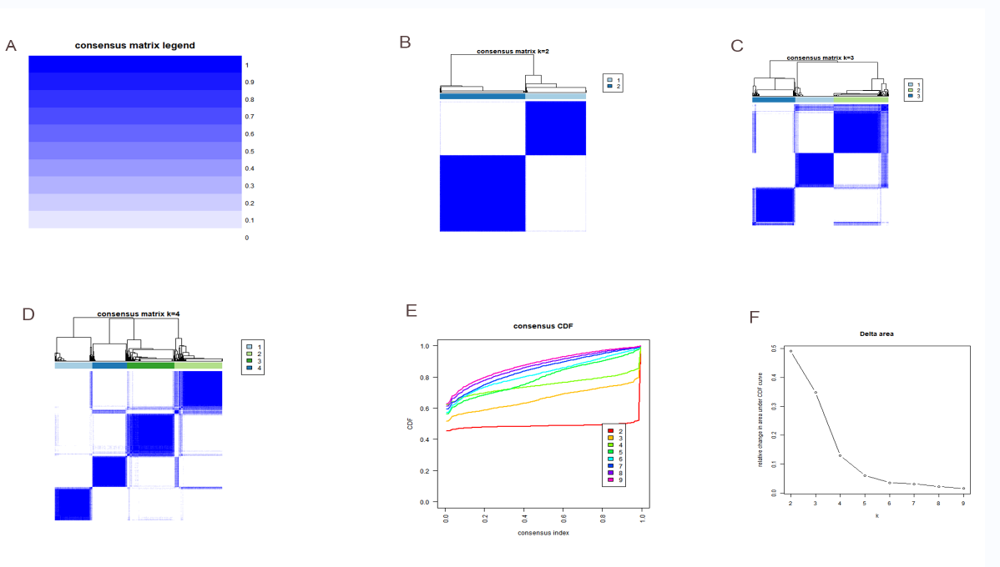 A
consensus matrix legend
1
0.9
0.8
0.7
0.6
0.5
0.4
0.3
0.2
0.1
0
B
consensus matrix k=2
1
2
C
consensus matrix k=3
1
2
3
D
consensus matrix k=4
1
2
3
4
E
consensus CDF
CDF
1.0
0.8
0.6
0.4
0.2
0.0
2
3
4
5
6
7
8
9
0.0 0.2 0.4 0.6 0.8 1.0
consensus index
F
Delta area
relative change in area under CDF curve
0.5
0.4
0.3
0.2
0.1
0.0
2 3 4 5 6 7 8 9
k